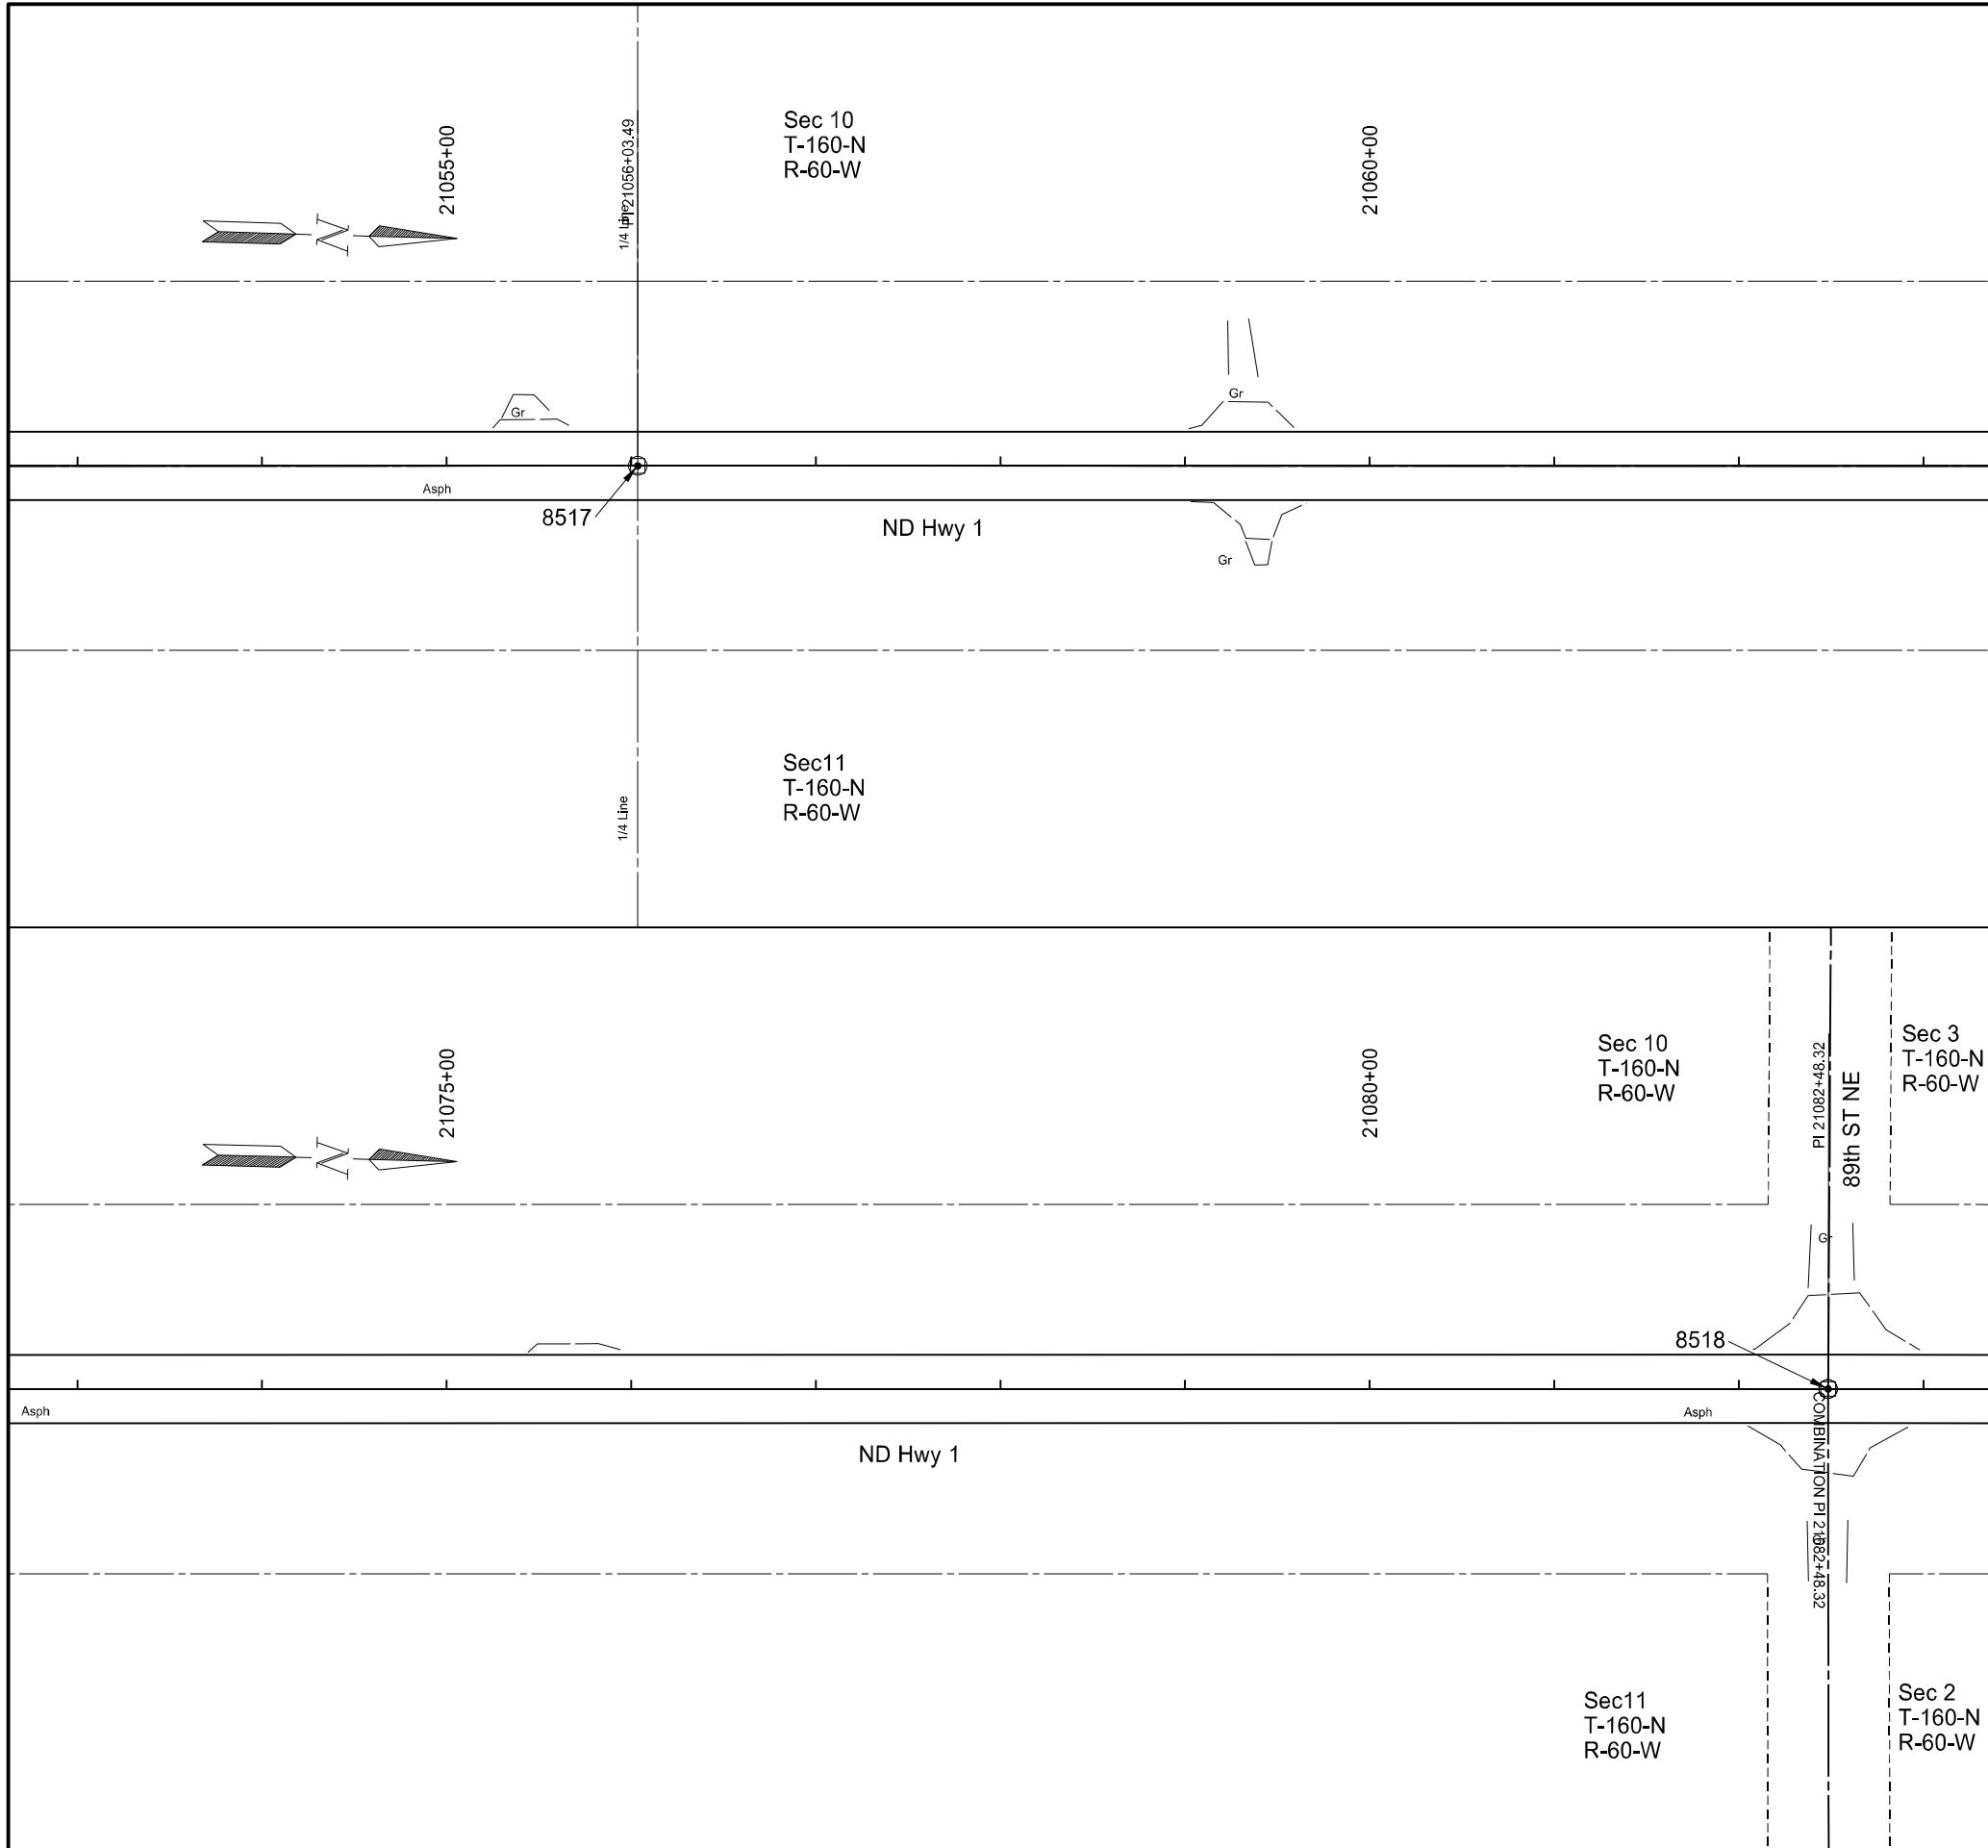 21055+00
PI 21056+03.49
1/4 Line
Sec 10
T-160-N
R-60-W
21060+00
N
Gr
Gr
Asph
8517
ND Hwy 1
Gr
Sec11
T-160-N
R-60-W
1/4 Line
21075+00
21080+00
Sec 10
T-160-N
R-60-W
PI 21082+48.32
89th ST NE
Sec 3
T-160-N
R-60-W
N
Gr
8518
Asph
Asph
ND Hwy 1
COMBINATION PI 21082+48.32
Sec11
T-160-N
R-60-W
Sec 2
T-160-N
R-60-W